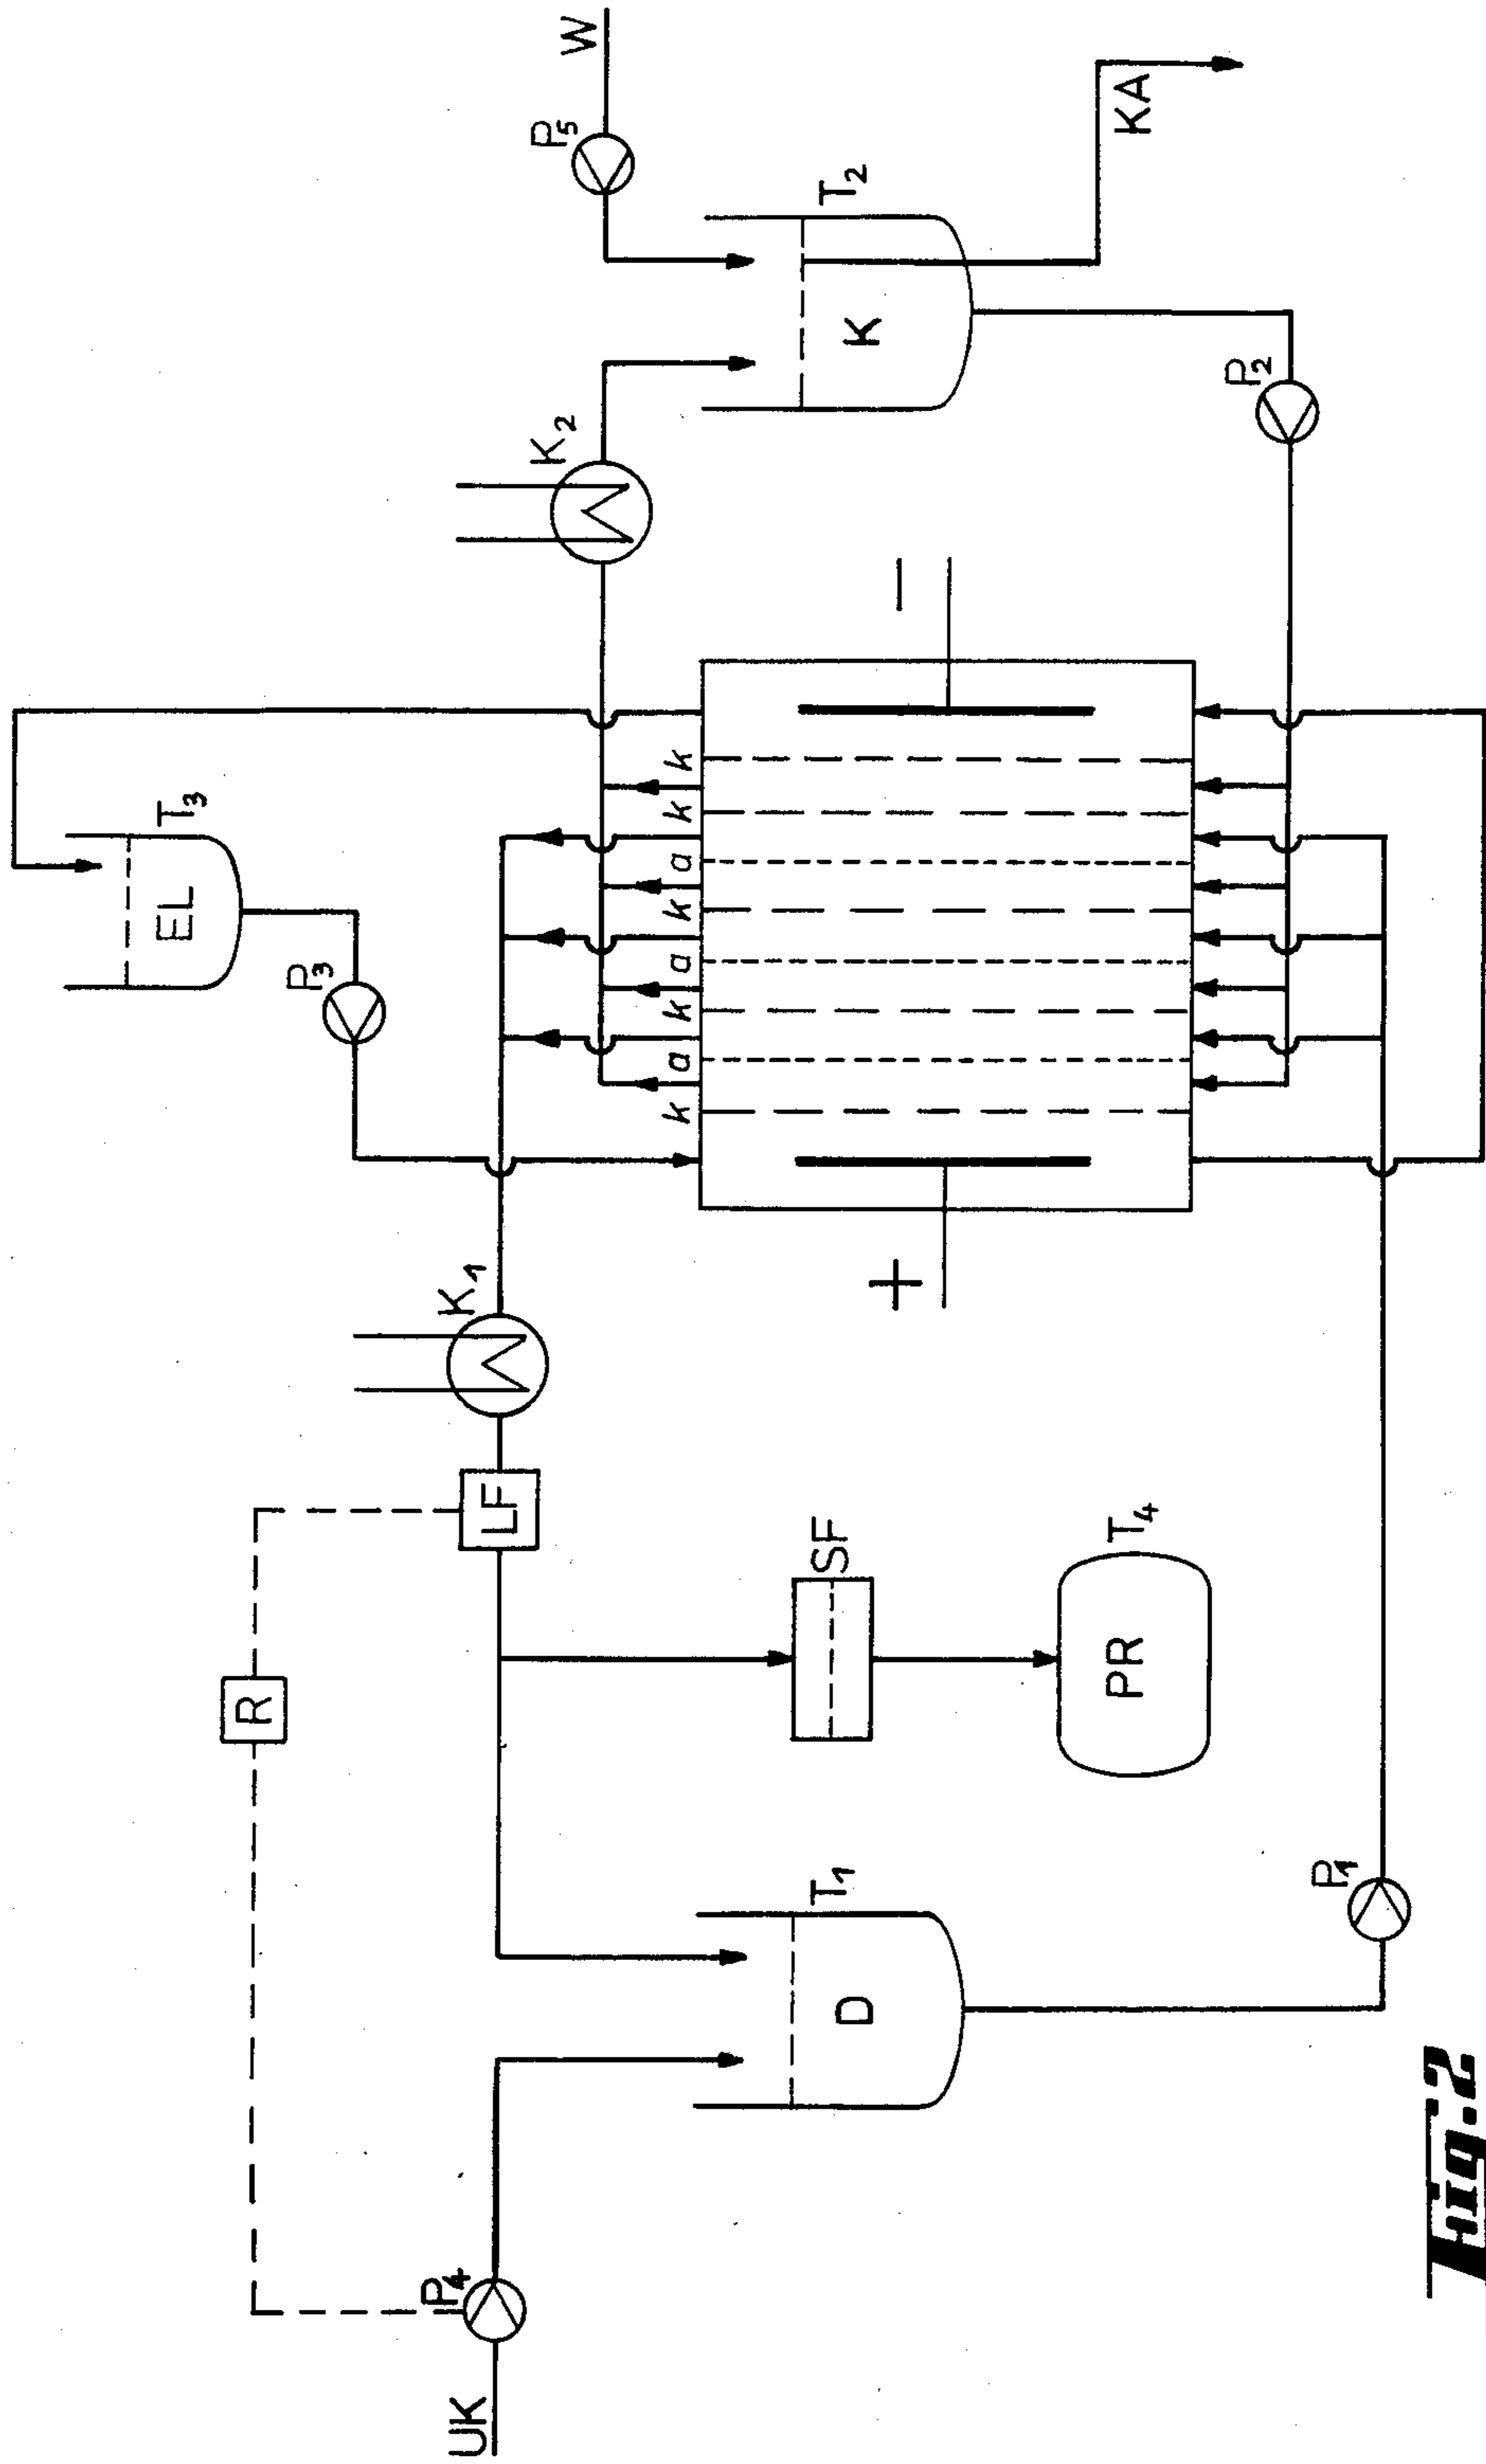 T₃
EL
P₃
W
P₅
K₂
T₂
K
KA
P₂
R
LF
K₁
k a k a k a k k
+
−
SF
T₄
PR
T₁
D
P₁
P₄
UK
Fig. 2